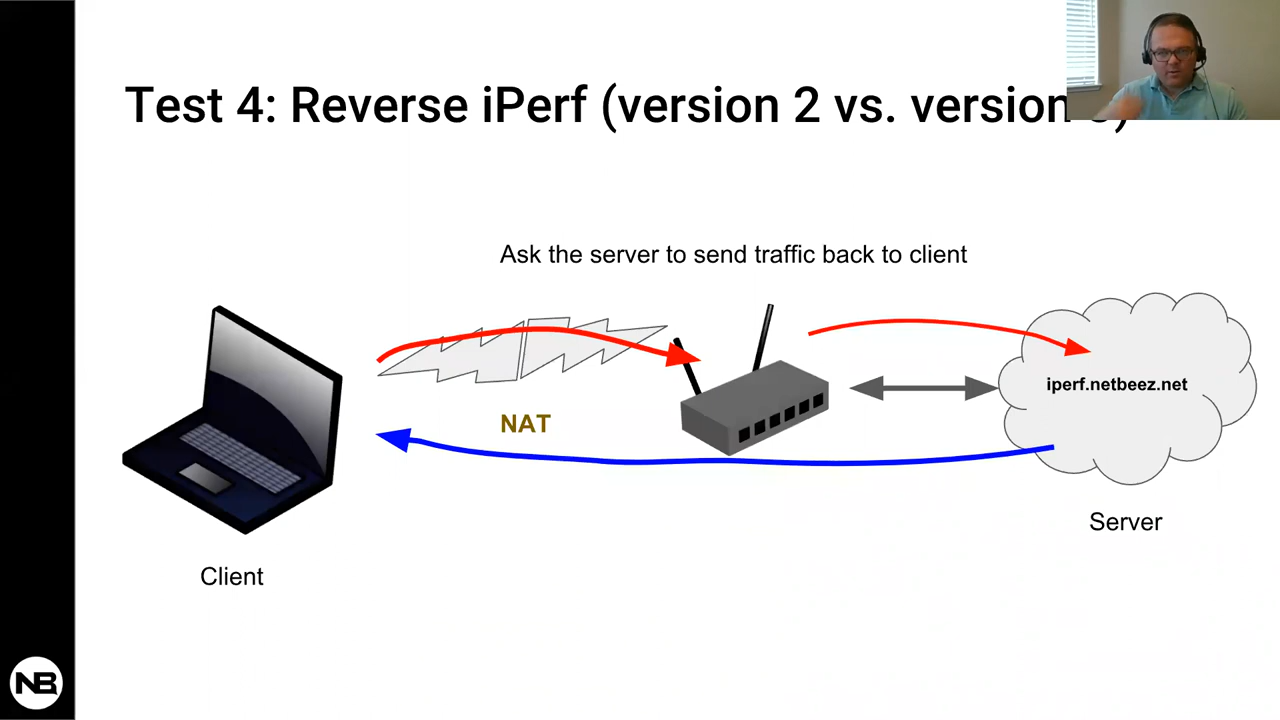 Test 4: Reverse iPerf (version 2 vs. version
Ask the server to send traffic back to client
iperf.netbeez.net
NAT
Server
Client
NB